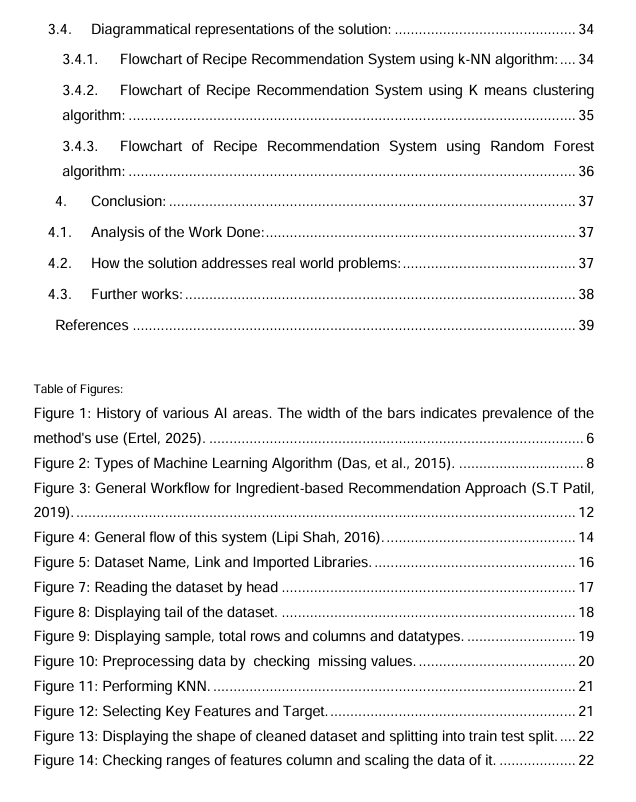 3.4. Diagrammatical representations of the solution: ............................................ 34
3.4.1. Flowchart of Recipe Recommendation System using k-NN algorithm: .... 34
3.4.2. Flowchart of Recipe Recommendation System using K means clustering
algorithm: ............................................................................................................ 35
3.4.3. Flowchart of Recipe Recommendation System using Random Forest
algorithm: ............................................................................................................ 36
4. Conclusion: ................................................................................................... 37
4.1. Analysis of the Work Done: ........................................................................... 37
4.2. How the solution addresses real world problems: .......................................... 37
4.3. Further works: ............................................................................................... 38
References ........................................................................................................... 39
Table of Figures:
Figure 1: History of various AI areas. The width of the bars indicates prevalence of the
method's use (Ertel, 2025). ........................................................................................... 6
Figure 2: Types of Machine Learning Algorithm (Das, et al., 2015). ............................ 8
Figure 3: General Workflow for Ingredient-based Recommendation Approach (S.T Patil,
2019). ......................................................................................................................... 12
Figure 4: General flow of this system (Lipi Shah, 2016). .............................................. 14
Figure 5: Dataset Name, Link and Imported Libraries. ................................................. 16
Figure 7: Reading the dataset by head ........................................................................ 17
Figure 8: Displaying tail of the dataset. ........................................................................ 18
Figure 9: Displaying sample, total rows and columns and datatypes. .......................... 19
Figure 10: Preprocessing data by checking missing values. ....................................... 20
Figure 11: Performing KNN. ........................................................................................ 21
Figure 12: Selecting Key Features and Target. ............................................................ 21
Figure 13: Displaying the shape of cleaned dataset and splitting into train test split. .... 22
Figure 14: Checking ranges of features column and scaling the data of it. ................... 22